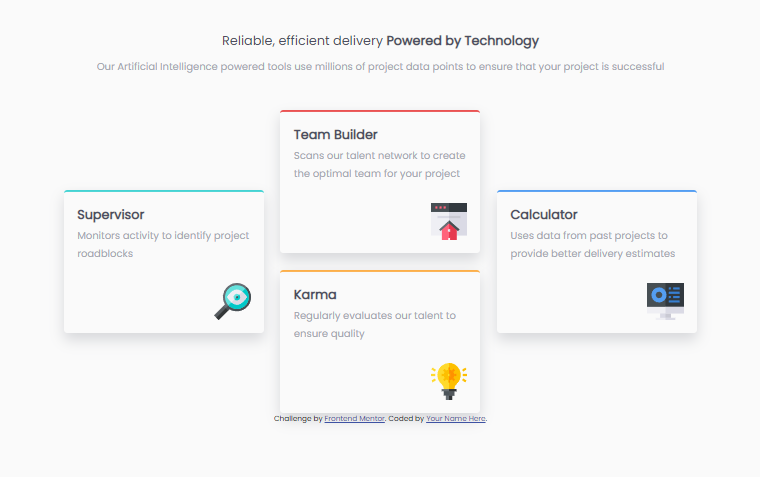 Reliable, efficient delivery Powered by Technology
Our Artificial Intelligence powered tools use millions of project data points to ensure that your project is successful
Supervisor
Monitors activity to identify project
roadblocks
Team Builder
Scans our talent network to create
the optimal team for your project
Karma
Regularly evaluates our talent to
ensure quality
Calculator
Uses data from past projects to
provide better delivery estimates
Challenge by Frontend Mentor. Coded by Your Name Here.